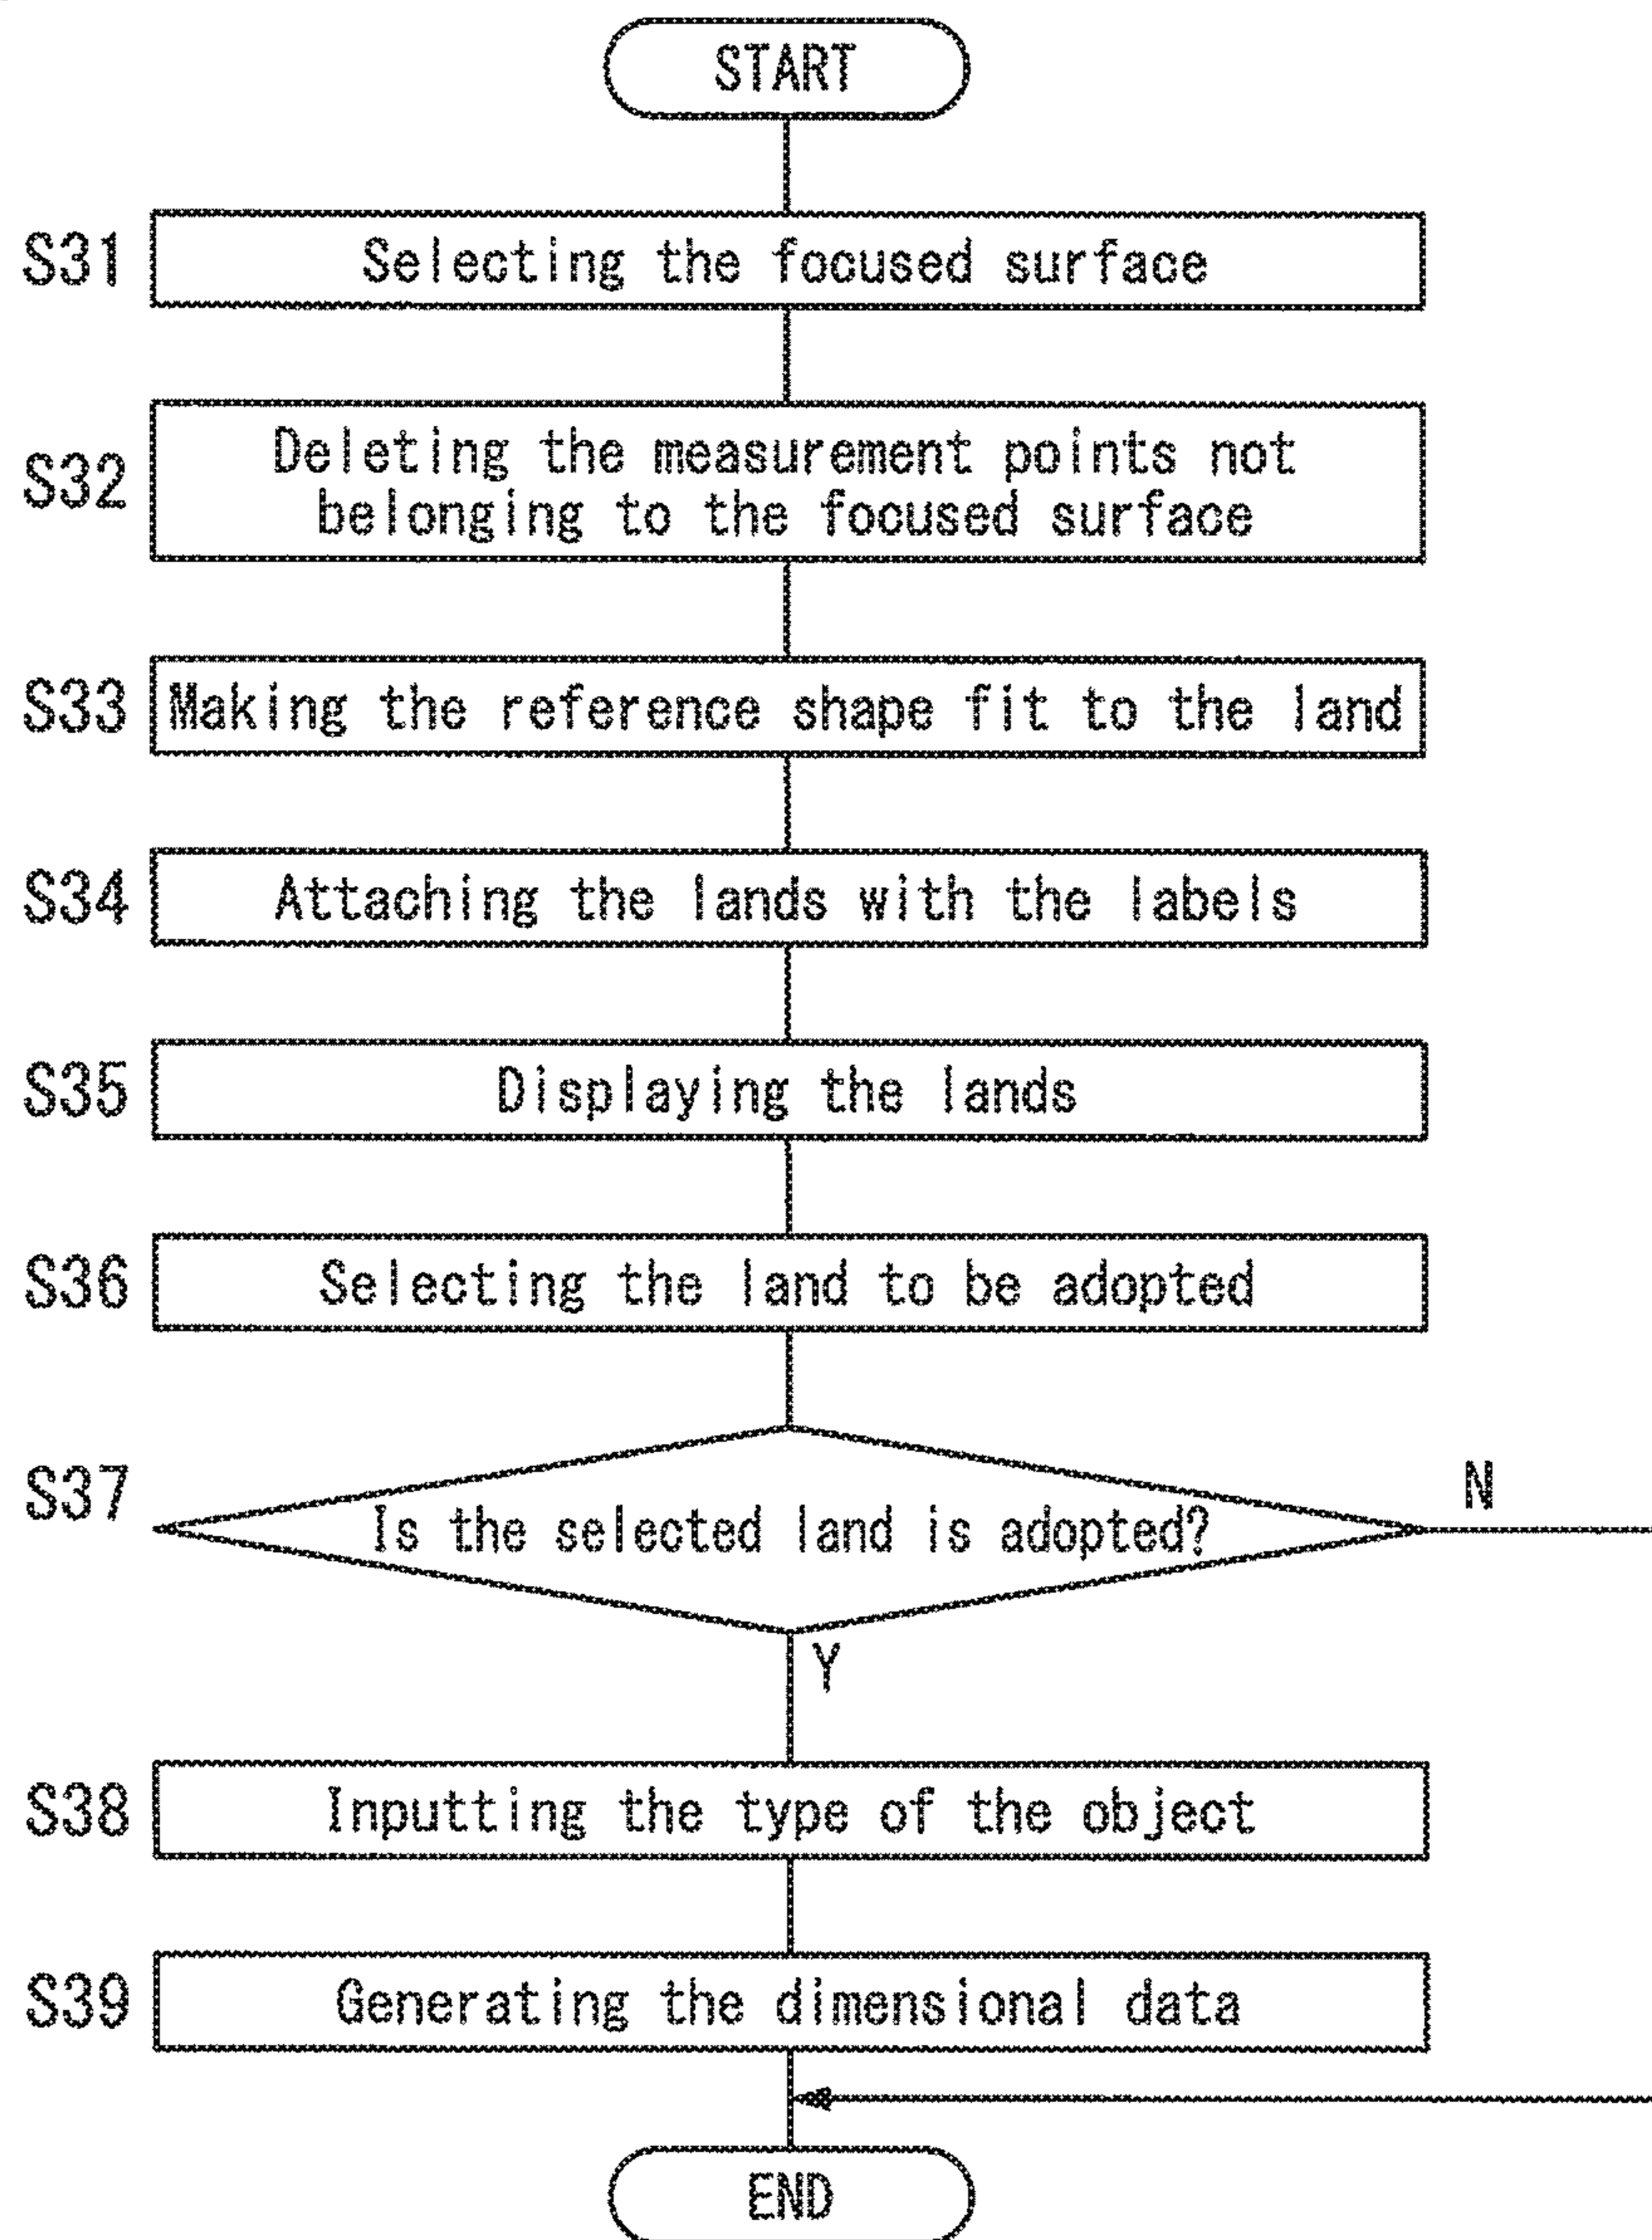 START
S31 Selecting the focused surface
S32 Deleting the measurement points not
belonging to the focused surface
S33 Making the reference shape fit to the land
S34 Attaching the lands with the labels
S35 Displaying the lands
S36 Selecting the land to be adopted
S37 Is the selected land is adopted? N
Y
S38 Inputting the type of the object
S39 Generating the dimensional data
END